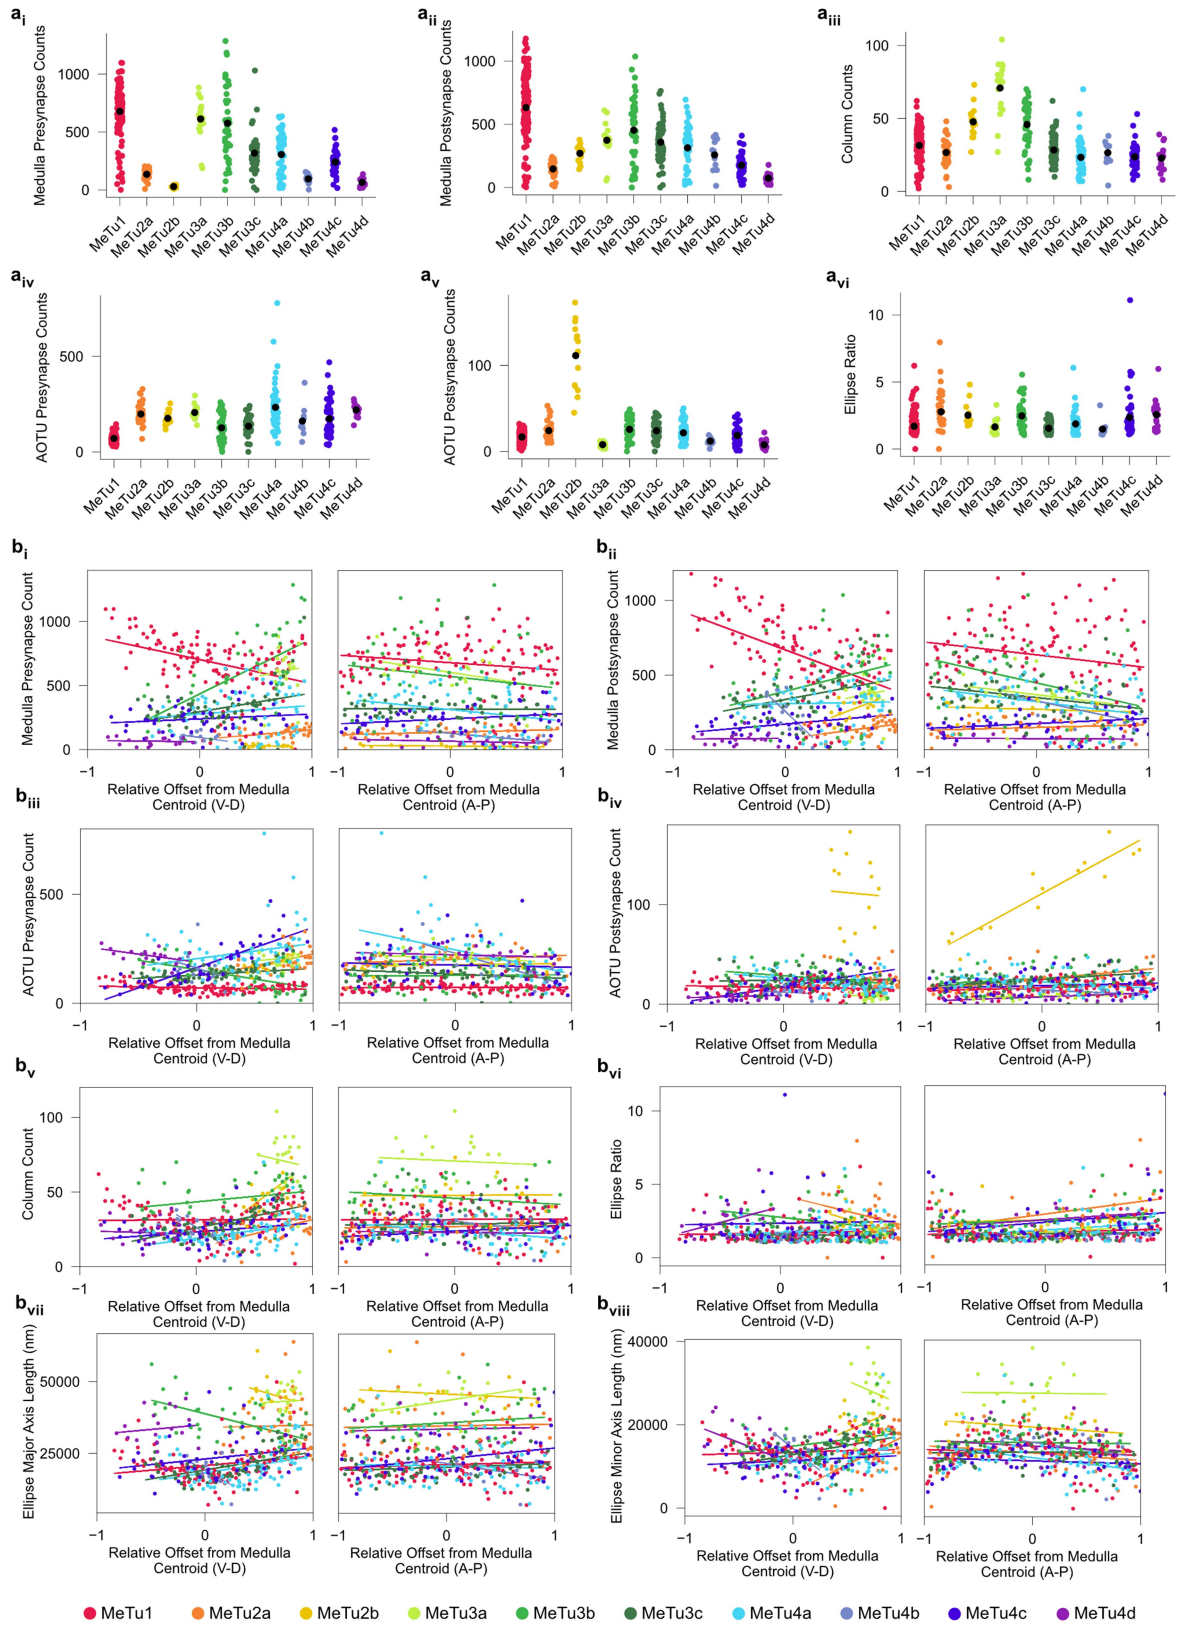 ai
aii
aiii
Medulla Presynapse Counts
1000
500
0
MeTu1
MeTu2a
MeTu2b
MeTu3a
MeTu3b
MeTu3c
MeTu4a
MeTu4b
MeTu4c
MeTu4d
Medulla Postsynapse Counts
1000
500
0
MeTu1
MeTu2a
MeTu2b
MeTu3a
MeTu3b
MeTu3c
MeTu4a
MeTu4b
MeTu4c
MeTu4d
Column Counts
100
50
0
MeTu1
MeTu2a
MeTu2b
MeTu3a
MeTu3b
MeTu3c
MeTu4a
MeTu4b
MeTu4c
MeTu4d
aiv
av
avi
AOTU Presynapse Counts
500
0
MeTu1
MeTu2a
MeTu2b
MeTu3a
MeTu3b
MeTu3c
MeTu4a
MeTu4b
MeTu4c
MeTu4d
AOTU Postsynapse Counts
100
0
MeTu1
MeTu2a
MeTu2b
MeTu3a
MeTu3b
MeTu3c
MeTu4a
MeTu4b
MeTu4c
MeTu4d
Ellipse Ratio
10
5
0
MeTu1
MeTu2a
MeTu2b
MeTu3a
MeTu3b
MeTu3c
MeTu4a
MeTu4b
MeTu4c
MeTu4d
bi
Medulla Presynapse Count
1000
500
0
−1 0 1
−1 0 1
Relative Offset from Medulla
Centroid (V-D)
Relative Offset from Medulla
Centroid (A-P)
bii
Medulla Postsynapse Count
1000
500
0
−1 0 1
−1 0 1
Relative Offset from Medulla
Centroid (V-D)
Relative Offset from Medulla
Centroid (A-P)
biii
AOTU Presynapse Count
500
0
−1 0 1
−1 0 1
Relative Offset from Medulla
Centroid (V-D)
Relative Offset from Medulla
Centroid (A-P)
biv
AOTU Postsynapse Count
100
0
−1 0 1
−1 0 1
Relative Offset from Medulla
Centroid (V-D)
Relative Offset from Medulla
Centroid (A-P)
bv
Column Count
100
50
0
−1 0 1
−1 0 1
Relative Offset from Medulla
Centroid (V-D)
Relative Offset from Medulla
Centroid (A-P)
bvi
Ellipse Ratio
10
5
0
−1 0 1
−1 0 1
Relative Offset from Medulla
Centroid (V-D)
Relative Offset from Medulla
Centroid (A-P)
bvii
Ellipse Major Axis Length (nm)
50000
25000
−1 0 1
−1 0 1
Relative Offset from Medulla
Centroid (V-D)
Relative Offset from Medulla
Centroid (A-P)
bviii
Ellipse Minor Axis Length (nm)
40000
20000
0
−1 0 1
−1 0 1
Relative Offset from Medulla
Centroid (V-D)
Relative Offset from Medulla
Centroid (A-P)
MeTu1 MeTu2a MeTu2b MeTu3a MeTu3b MeTu3c MeTu4a MeTu4b MeTu4c MeTu4d